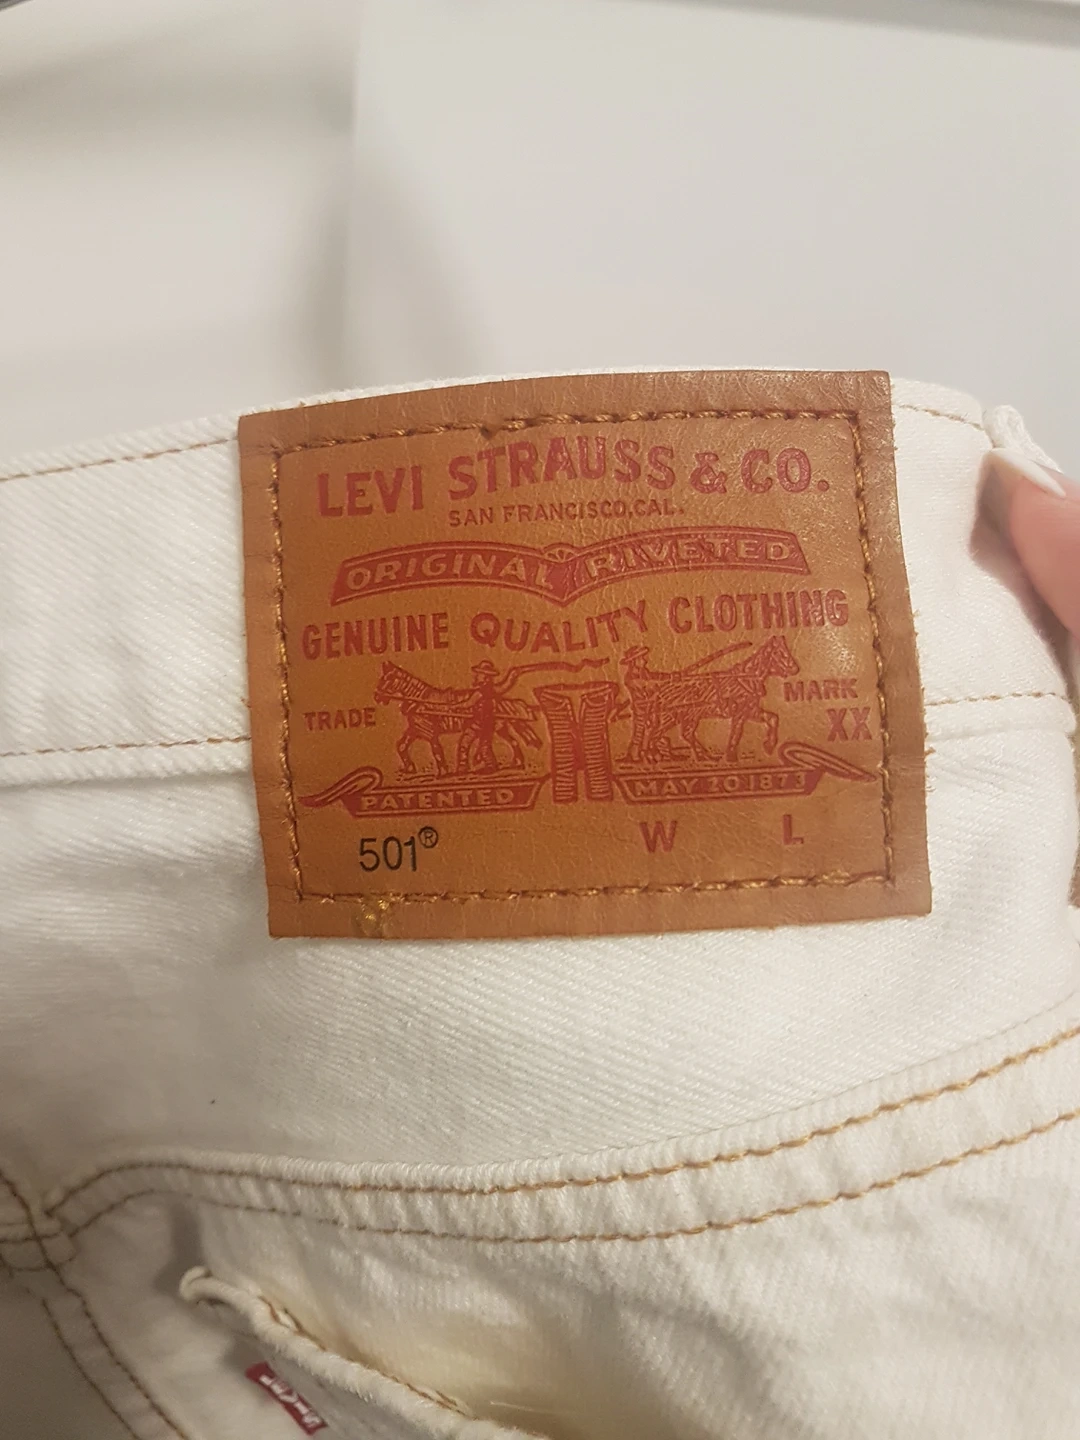 LEVI STRAUSS & CO.
SAN FRANCISCO, CAL.
ORIGINAL RIVETED
GENUINE QUALITY CLOTHING
TRADE MARK
XX
PATENTED MAY 20 1873
501® W L
LEVI'S